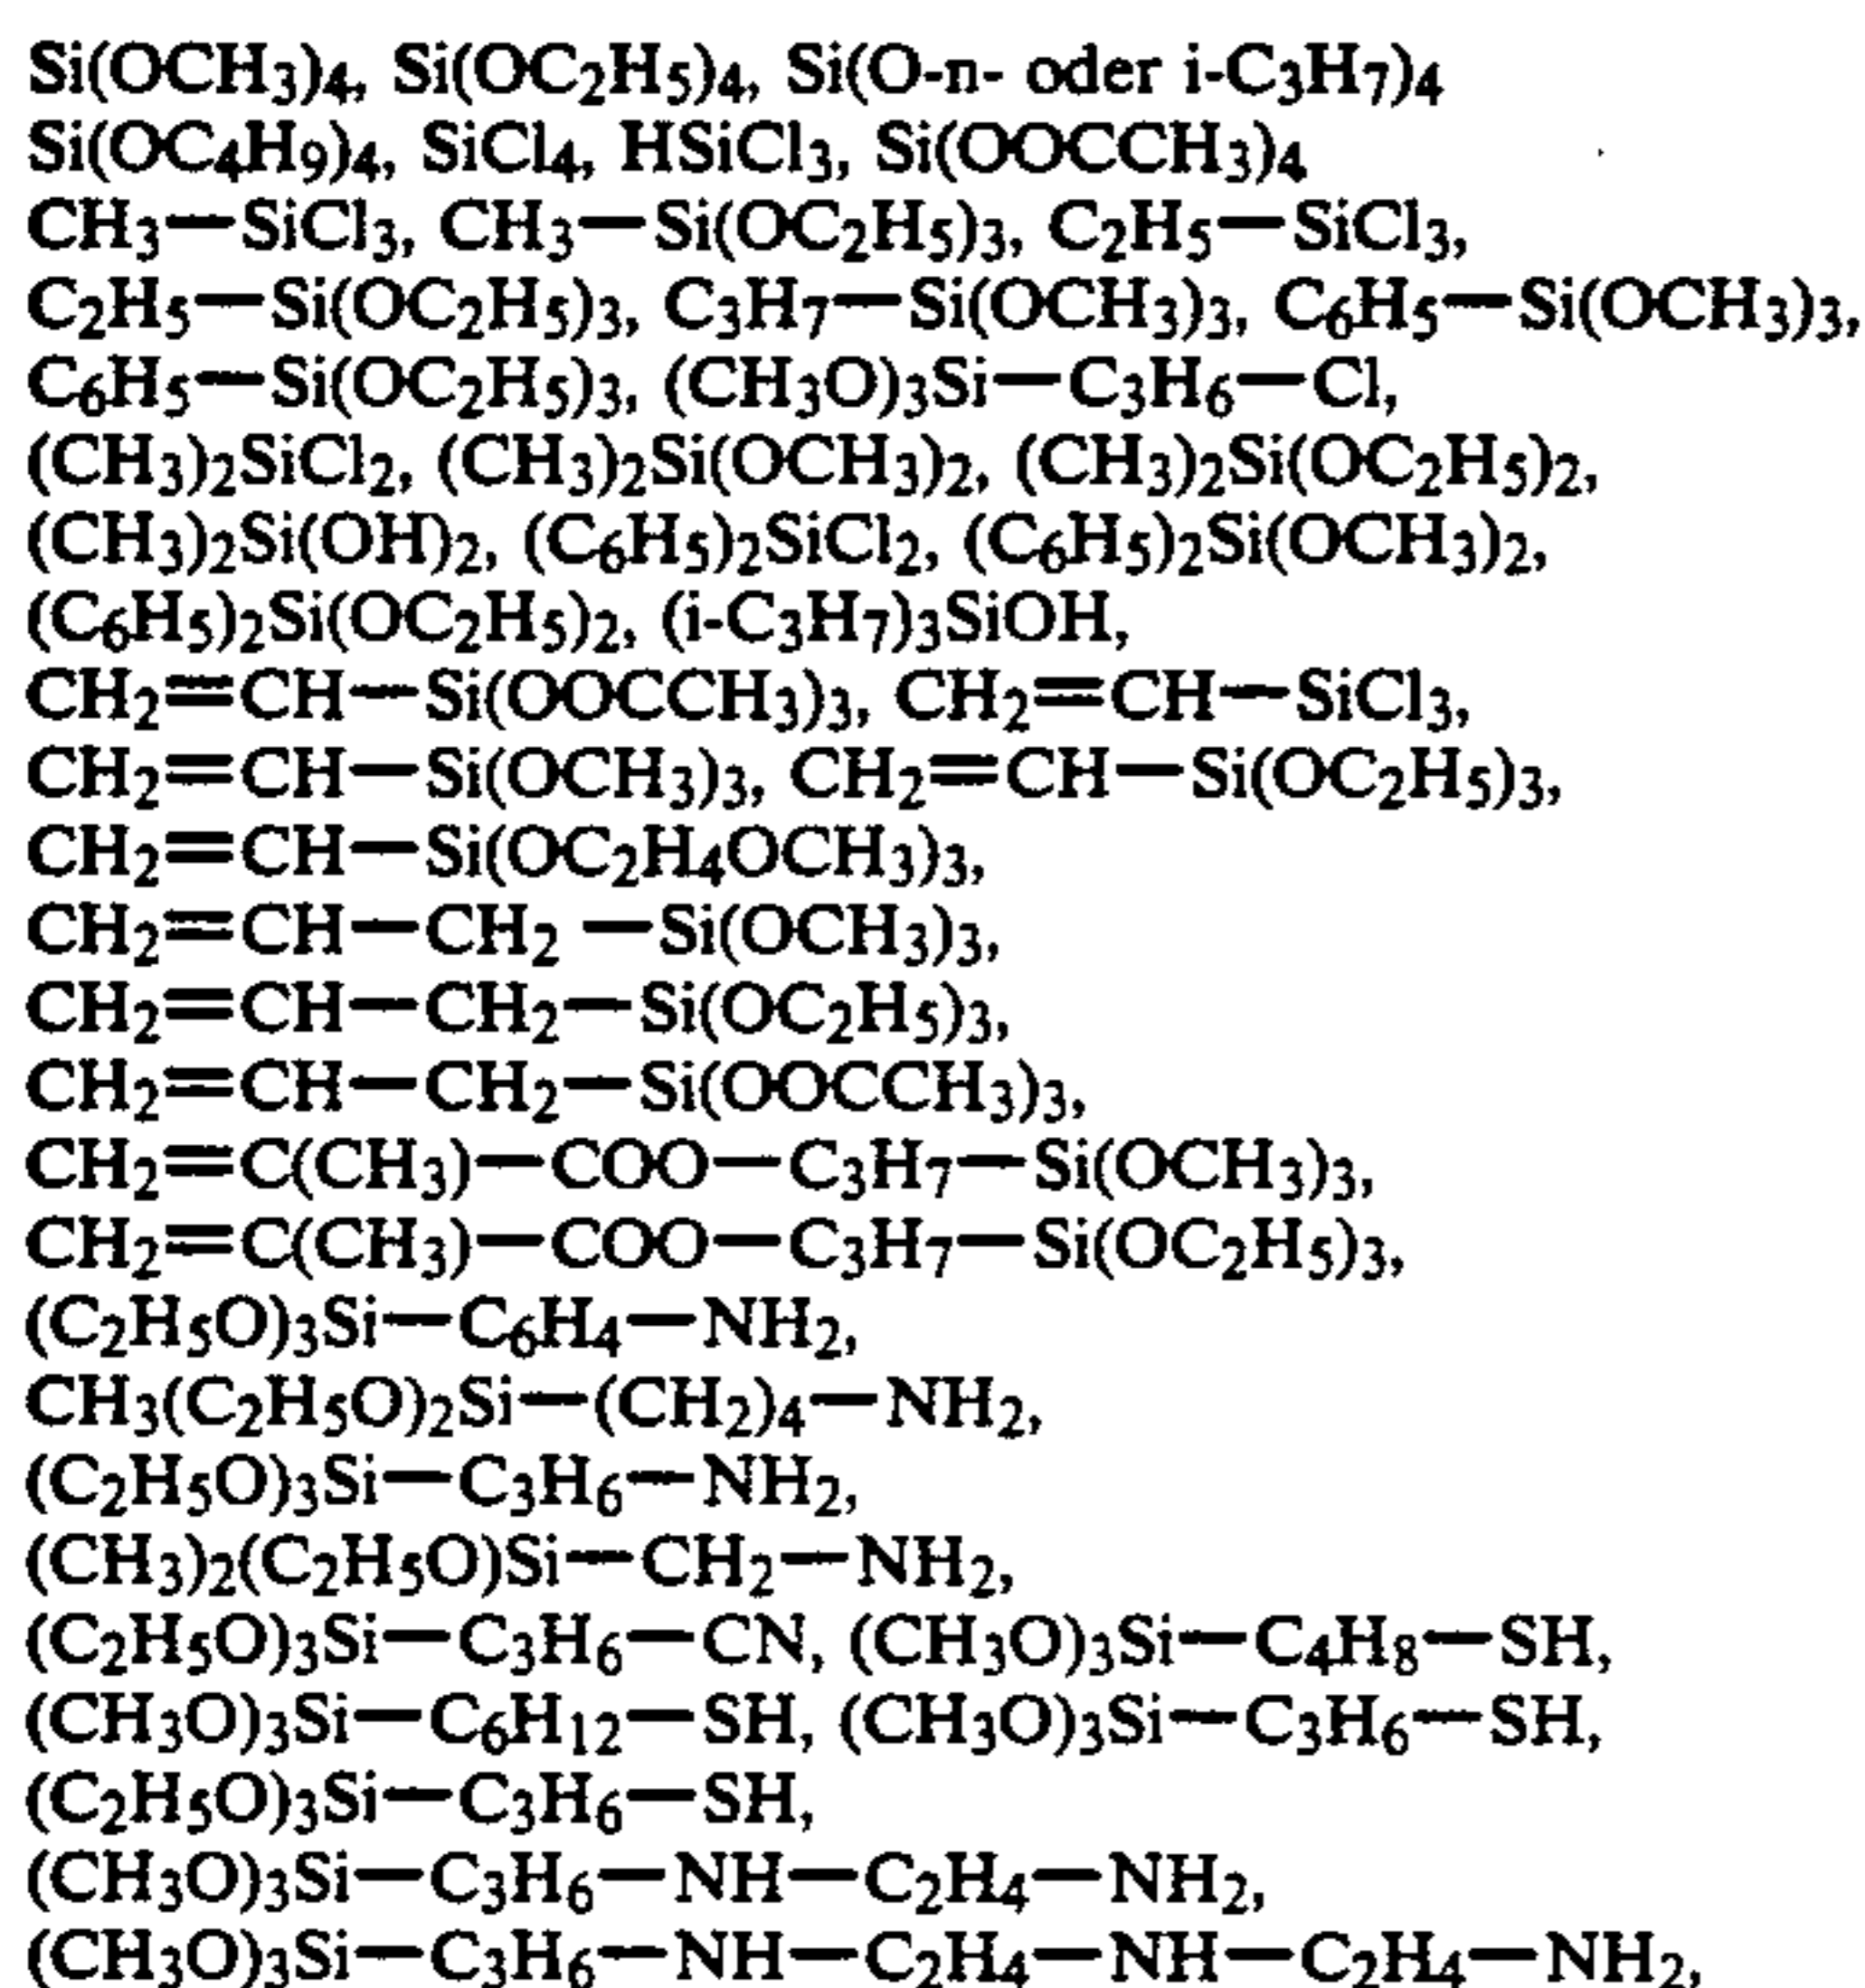 Si(OCH₃)₄, Si(OC₂H₅)₄, Si(O-n- oder i-C₃H₇)₄
Si(OC₄H₉)₄, SiCl₄, HSiCl₃, Si(OOCCH₃)₄
CH₃—SiCl₃, CH₃—Si(OC₂H₅)₃, C₂H₅—SiCl₃,
C₂H₅—Si(OC₂H₅)₃, C₃H₇—Si(OCH₃)₃, C₆H₅—Si(OCH₃)₃,
C₆H₅—Si(OC₂H₅)₃, (CH₃O)₃Si—C₃H₆—Cl,
(CH₃)₂SiCl₂, (CH₃)₂Si(OCH₃)₂, (CH₃)₂Si(OC₂H₅)₂,
(CH₃)₂Si(OH)₂, (C₆H₅)₂SiCl₂, (C₆H₅)₂Si(OCH₃)₂,
(C₆H₅)₂Si(OC₂H₅)₂, (i-C₃H₇)₃SiOH,
CH₂=CH—Si(OOCCH₃)₃, CH₂=CH—SiCl₃,
CH₂=CH—Si(OCH₃)₃, CH₂=CH—Si(OC₂H₅)₃,
CH₂=CH—Si(OC₂H₄OCH₃)₃,
CH₂=CH—CH₂ —Si(OCH₃)₃,
CH₂=CH—CH₂—Si(OC₂H₅)₃,
CH₂=CH—CH₂—Si(OOCCH₃)₃,
CH₂=C(CH₃)—COO—C₃H₇—Si(OCH₃)₃,
CH₂=C(CH₃)—COO—C₃H₇—Si(OC₂H₅)₃,
(C₂H₅O)₃Si—C₆H₄—NH₂,
CH₃(C₂H₅O)₂Si—(CH₂)₄—NH₂,
(C₂H₅O)₃Si—C₃H₆—NH₂,
(CH₃)₂(C₂H₅O)Si—CH₂—NH₂,
(C₂H₅O)₃Si—C₃H₆—CN, (CH₃O)₃Si—C₄H₈—SH,
(CH₃O)₃Si—C₆H₁₂—SH, (CH₃O)₃Si—C₃H₆—SH,
(C₂H₅O)₃Si—C₃H₆—SH,
(CH₃O)₃Si—C₃H₆—NH—C₂H₄—NH₂,
(CH₃O)₃Si—C₃H₆—NH—C₂H₄—NH—C₂H₄—NH₂,